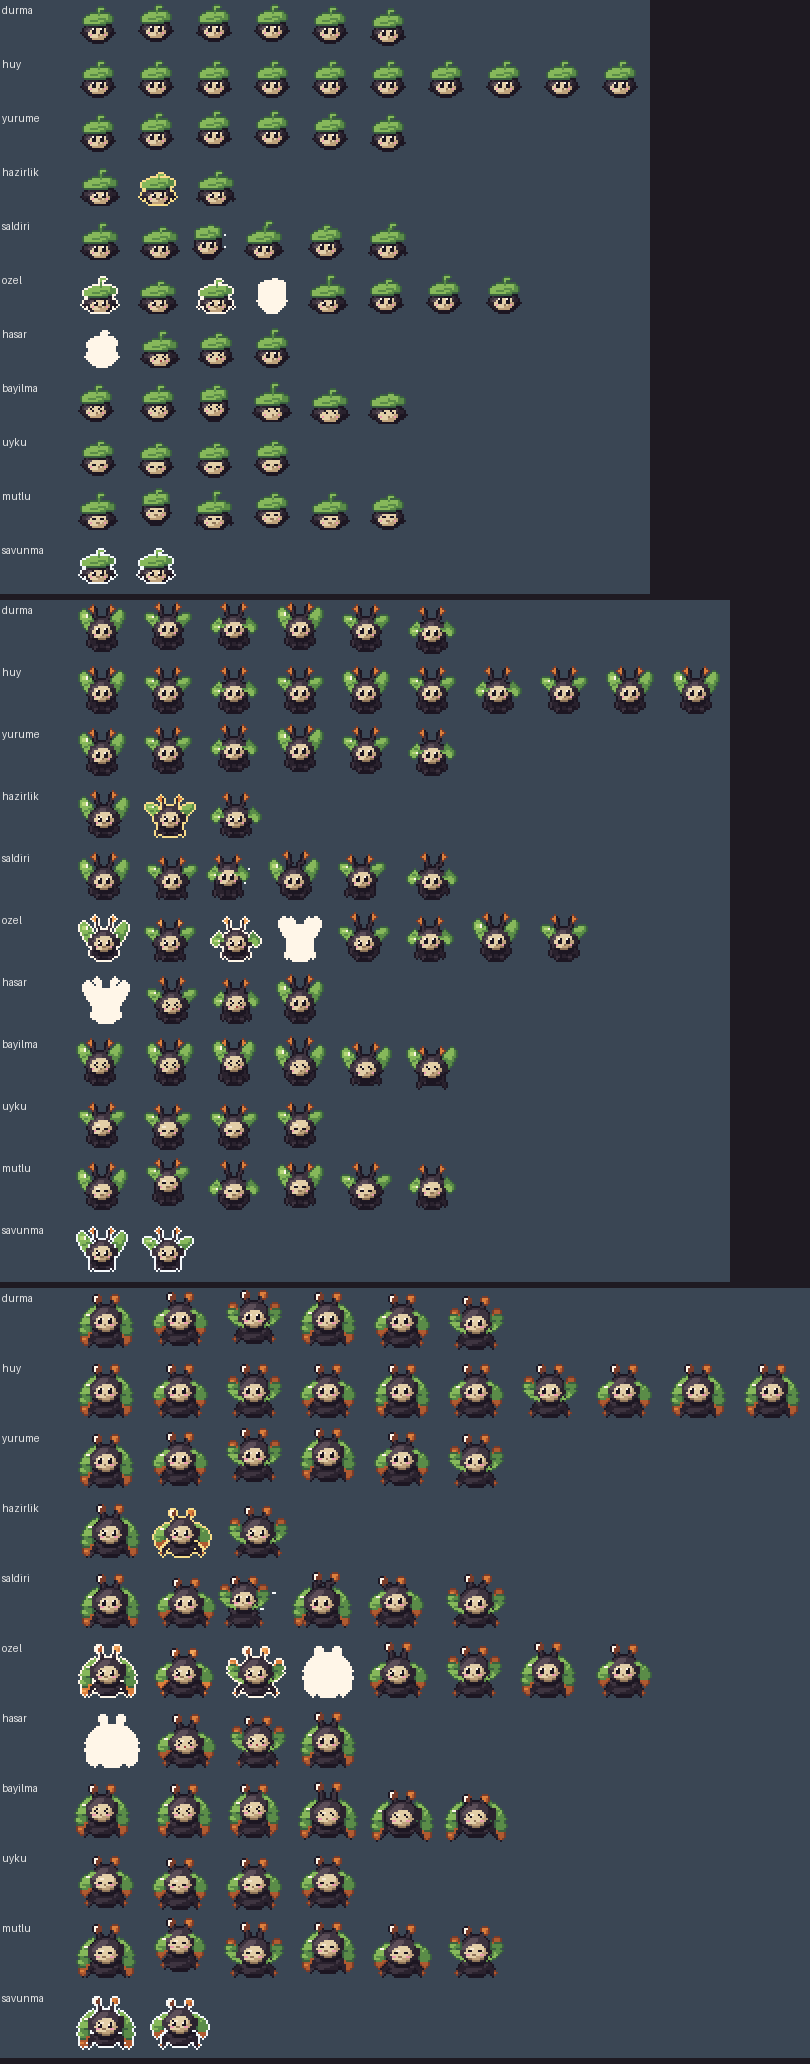 durma
huy
yurume
hazirlik
saldiri
ozel
hasar
bayilma
uyku
mutlu
savunma
durma
huy
yurume
hazirlik
saldiri
ozel
hasar
bayilma
uyku
mutlu
savunma
durma
huy
yurume
hazirlik
saldiri
ozel
hasar
bayilma
uyku
mutlu
savunma